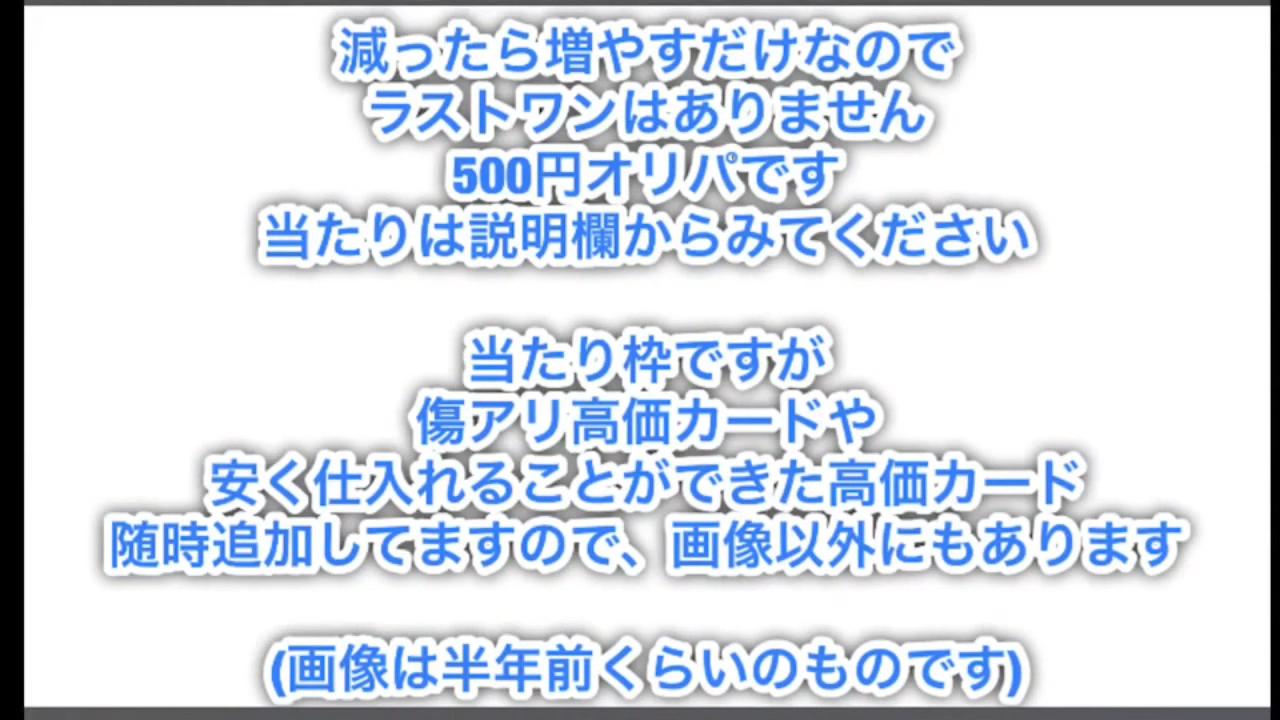 減ったら増やすだけなので
ラストワンはありません
500円オリパです
当たりは説明欄からみてください
当たり枠ですが
傷アリ高価カードや
安く仕入れることができた高価カード
随時追加してますので、画像以外にもあります
(画像は半年前くらいのものです)